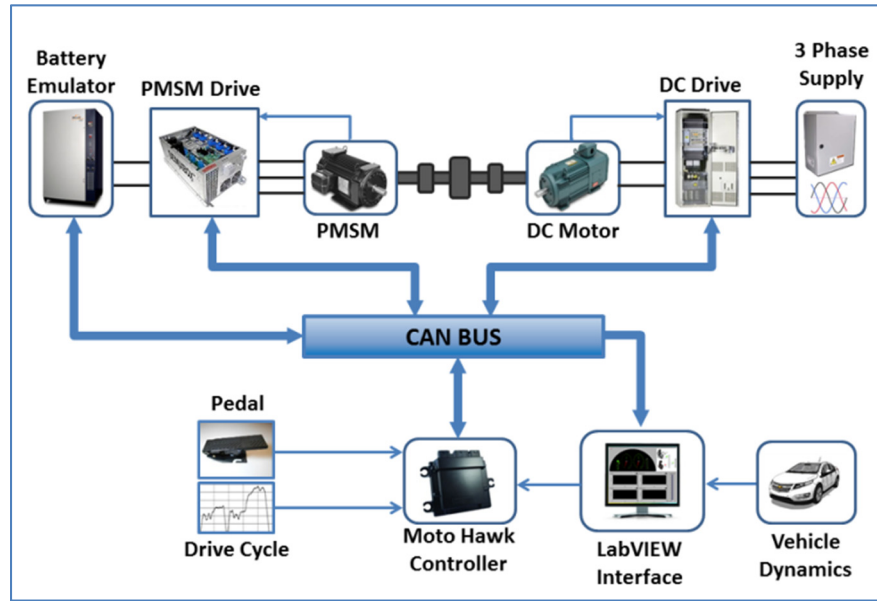 Battery
Emulator
PMSM Drive
DC Drive
3 Phase
Supply
PMSM
DC Motor
CAN BUS
Pedal
Drive Cycle
Moto Hawk
Controller
LabVIEW
Interface
Vehicle
Dynamics